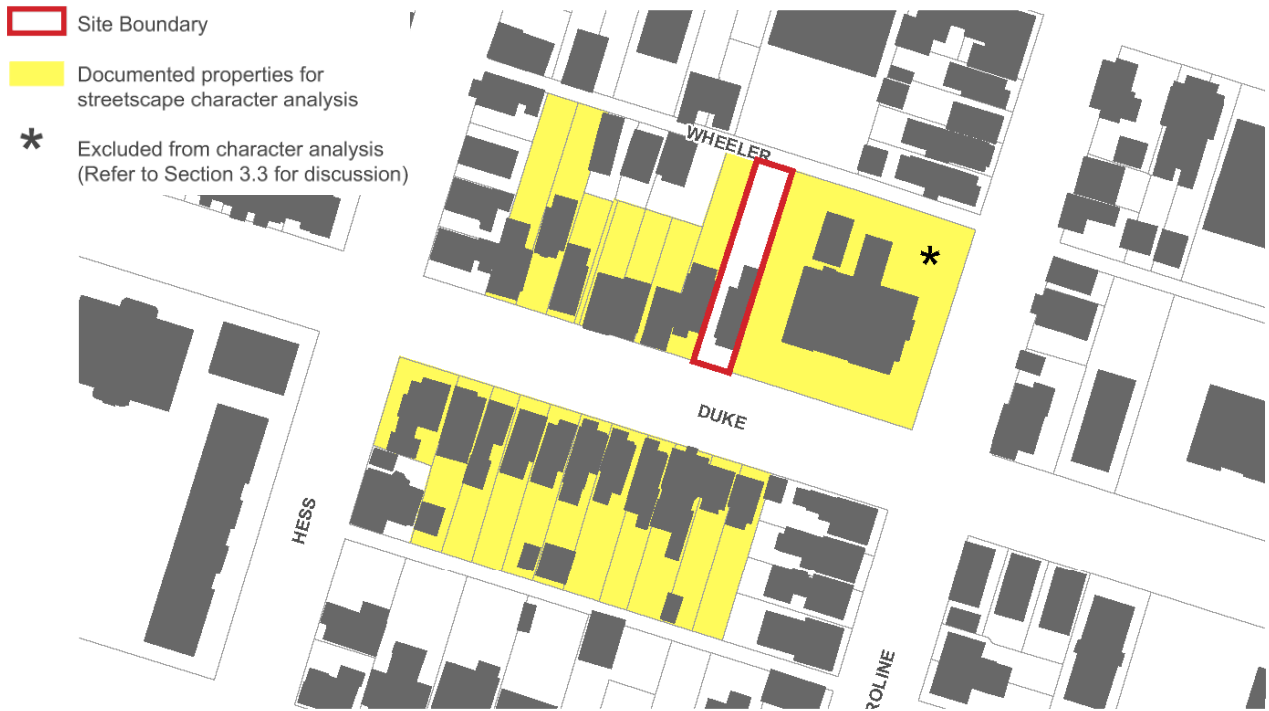 Site Boundary
Documented properties for
streetscape character analysis
* Excluded from character analysis
(Refer to Section 3.3 for discussion)
WHEELER
*
DUKE
HESS
ROLINE